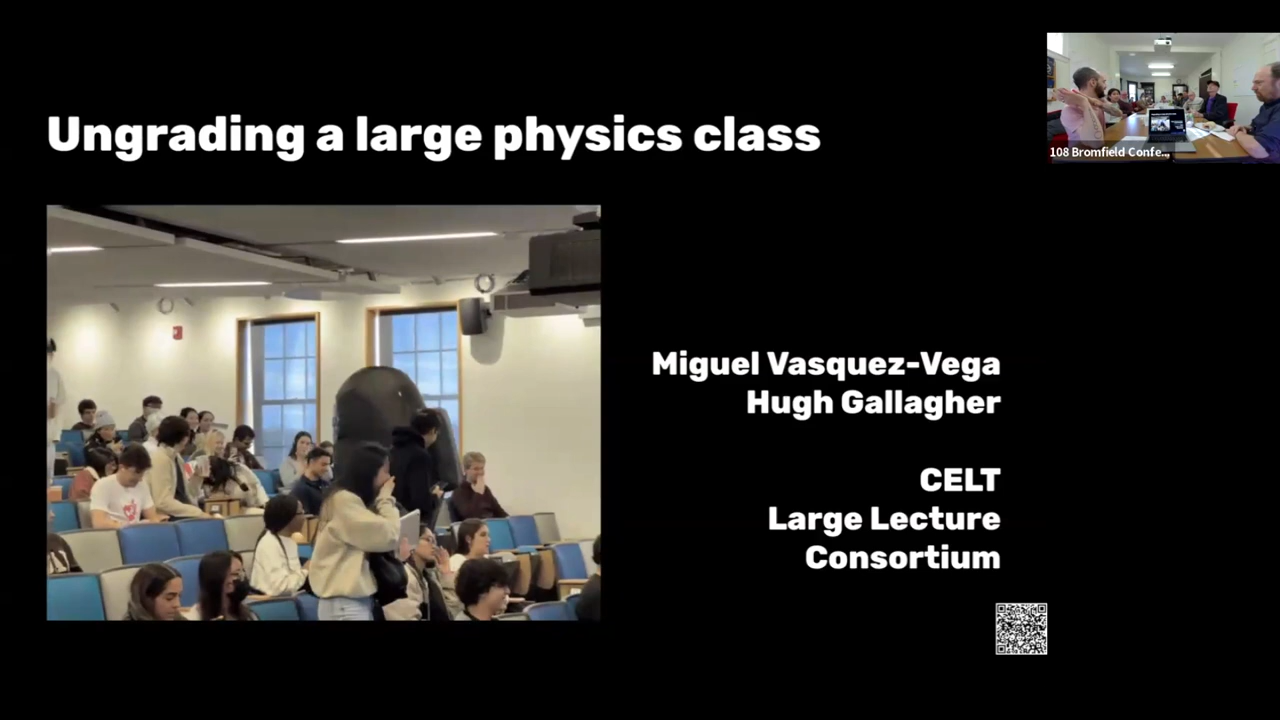 Ungrading a large physics class
108 Bromfield Confe...
Miguel Vasquez-Vega
Hugh Gallagher
CELT
Large Lecture
Consortium